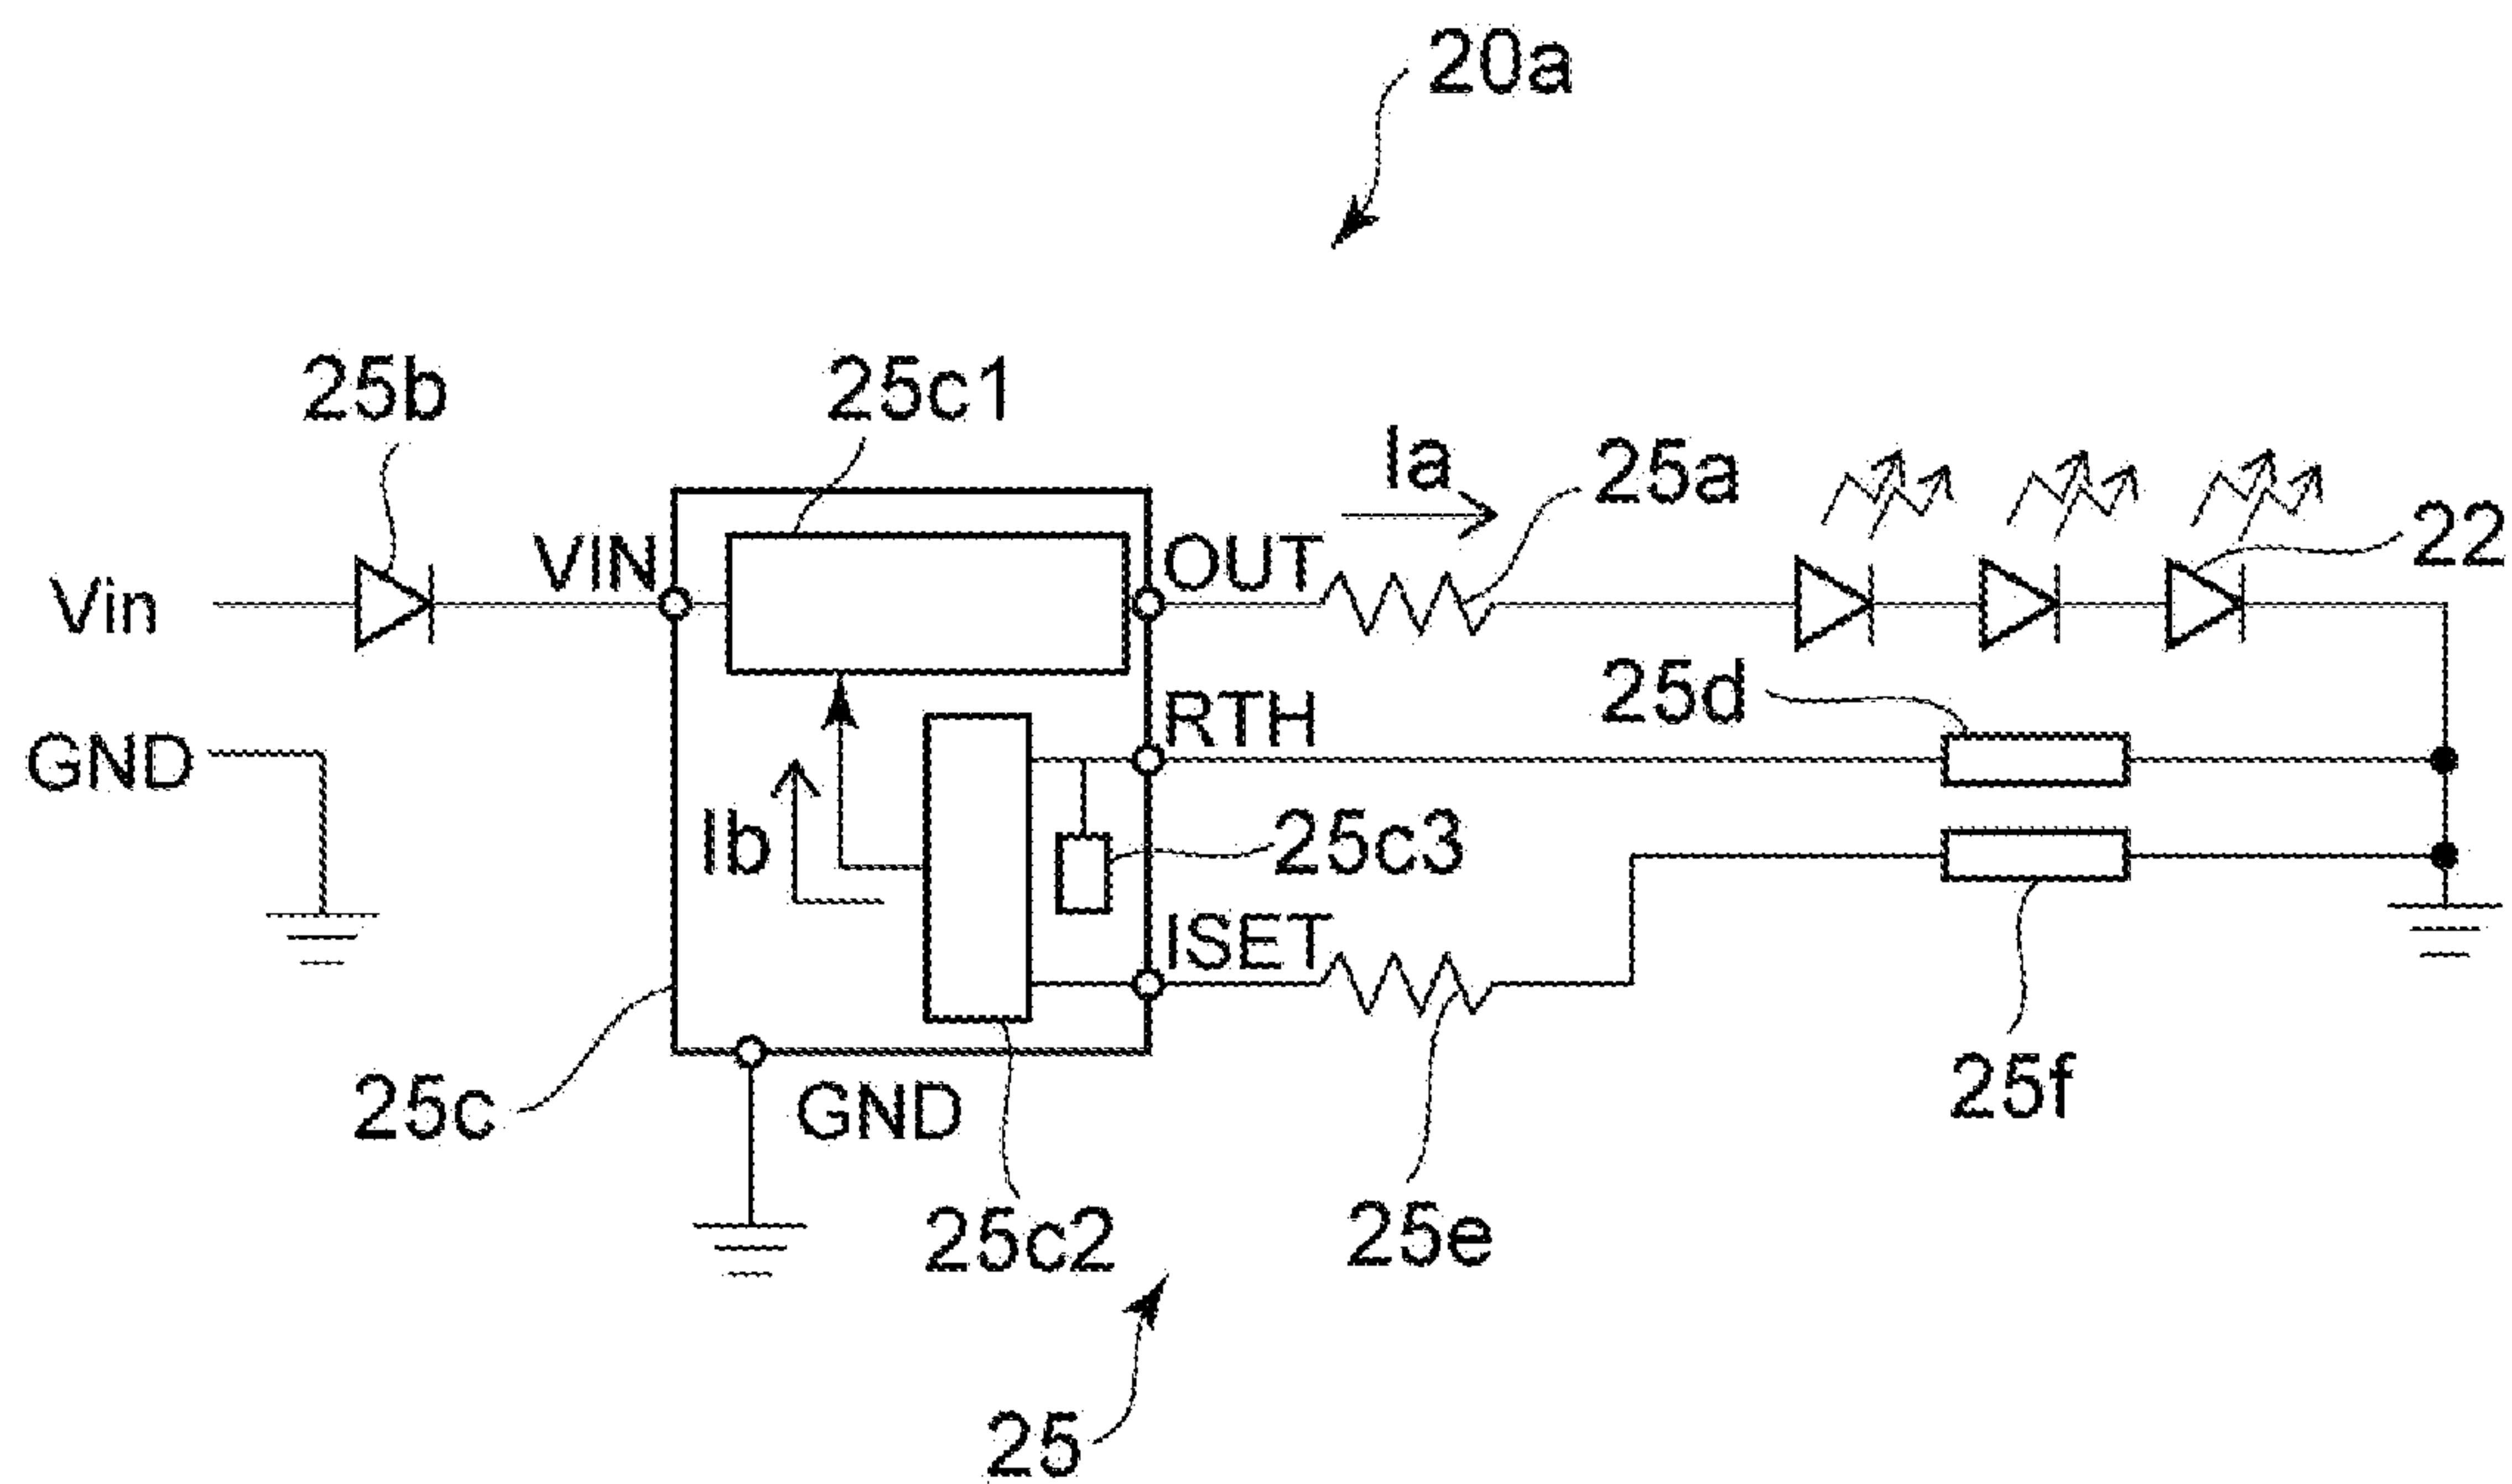 20a
25b
25c1
Ia
25a
22
VIN
OUT
Vin
25d
RTH
GND
Ib
25c3
ISET
25c
GND
25f
25c2
25e
25